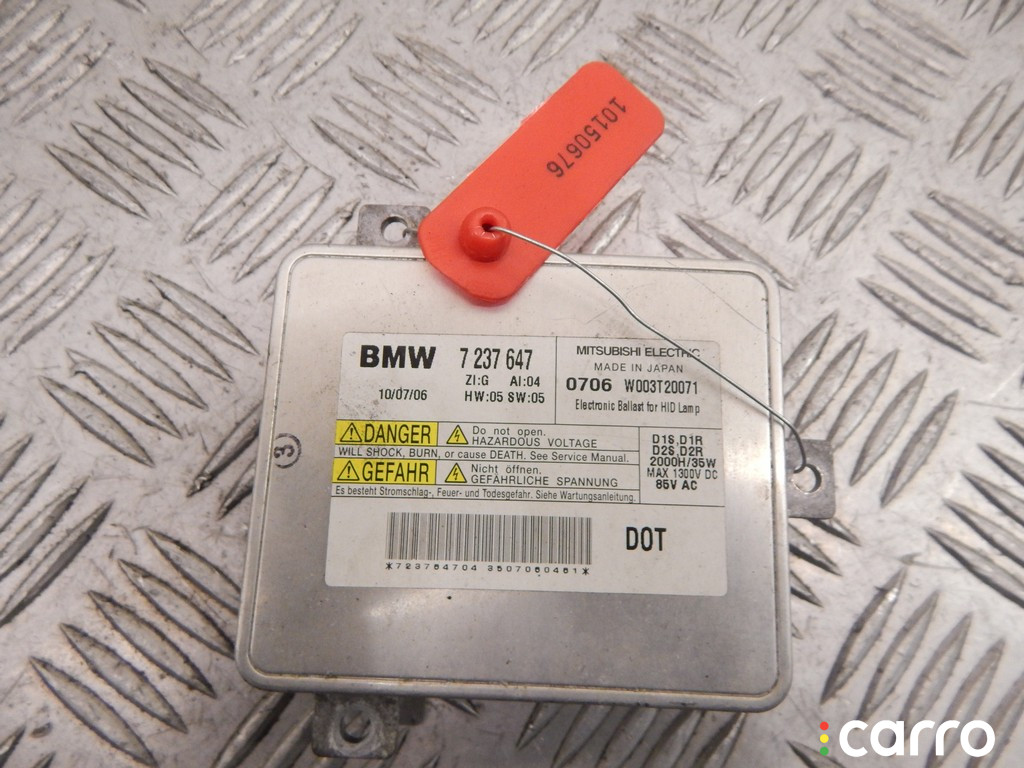 10150676
BMW 7 237 647
ZI:G AI:04
10/07/06 HW:05 SW:05
MITSUBISHI ELECTRIC
MADE IN JAPAN
0706 W003T20071
Electronic Ballast for HID Lamp
DANGER Do not open.
HAZARDOUS VOLTAGE
WILL SHOCK, BURN, or cause DEATH. See Service Manual.
GEFAHR Nicht öffnen.
GEFÄHRLICHE SPANNUNG
Es besteht Stromschlag-, Feuer- und Todesgefahr. Siehe Wartungsanleitung.
D1S,D1R
D2S,D2R
2000H/35W
MAX 1300V DC
85V AC
3
DOT
*723764704 3507060461*
carro